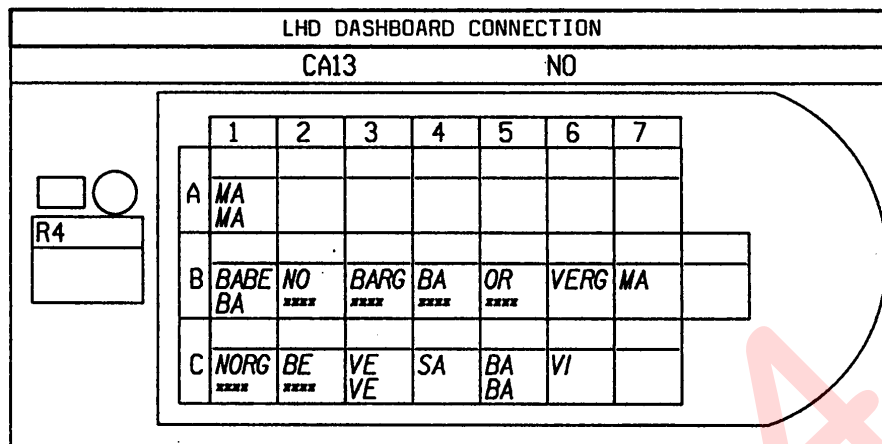 LHD DASHBOARD CONNECTION
CA13 NO
1 2 3 4 5 6 7
A MA
MA
R4
B BABE NO BARG BA OR VERG MA
BA **** **** **** ****
C NORG BE VE SA BA VI
**** **** VE BA
4